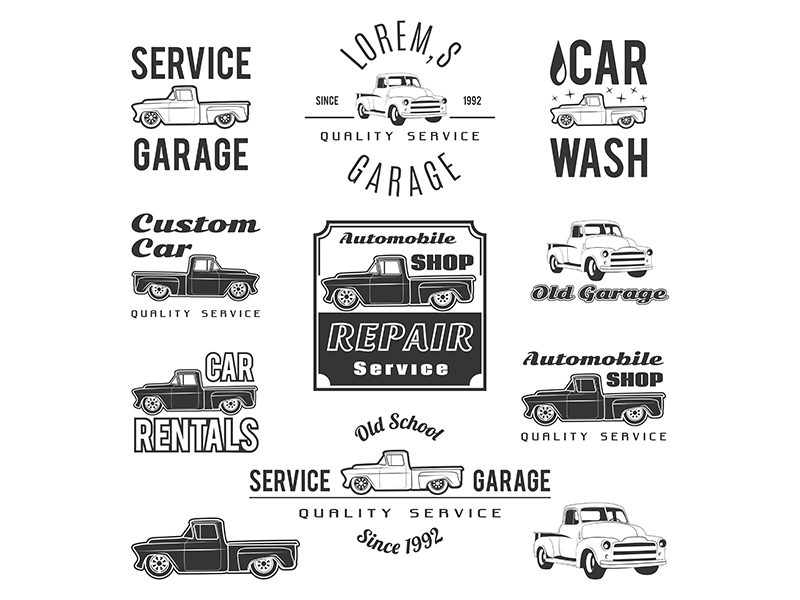 SERVICE
GARAGE
LOREM,S
SINCE 1992
QUALITY SERVICE
GARAGE
CAR
WASH
Custom
Car
QUALITY SERVICE
Automobile
SHOP
REPAIR
Service
Old Garage
CAR
RENTALS
Automobile
SHOP
QUALITY SERVICE
Old School
SERVICE GARAGE
QUALITY SERVICE
Since 1992